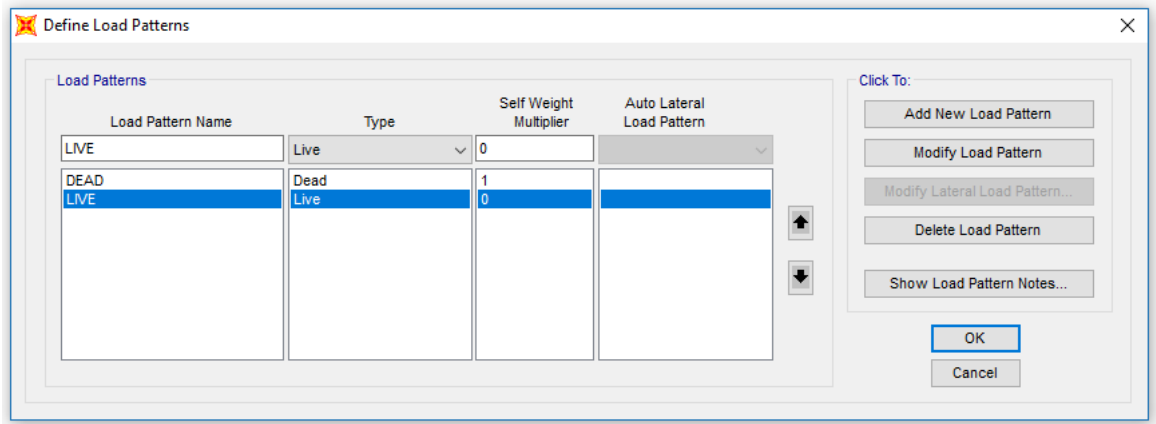 Define Load Patterns
Load Patterns
Click To:
Load Pattern Name
Type
Self Weight
Multiplier
Auto Lateral
Load Pattern
LIVE
Live
0
DEAD
Dead
1
LIVE
Live
0
Add New Load Pattern
Modify Load Pattern
Modify Lateral Load Pattern...
Delete Load Pattern
Show Load Pattern Notes...
OK
Cancel